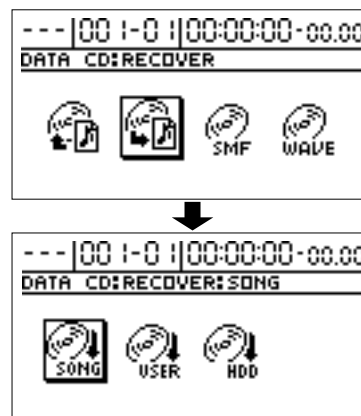 ---|001-01|00:00:00-00.00
DATA CD:RECOVER
SMF WAVE
---|001-01|00:00:00-00.00
DATA CD:RECOVER:SONG
SONG USER HDD